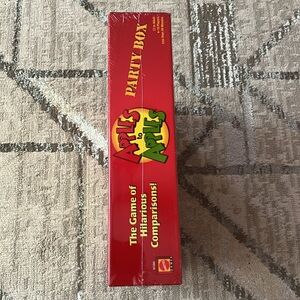 The Game of
Hilarious
Comparisons!
APPLES
to
APPLES
PARTY BOX